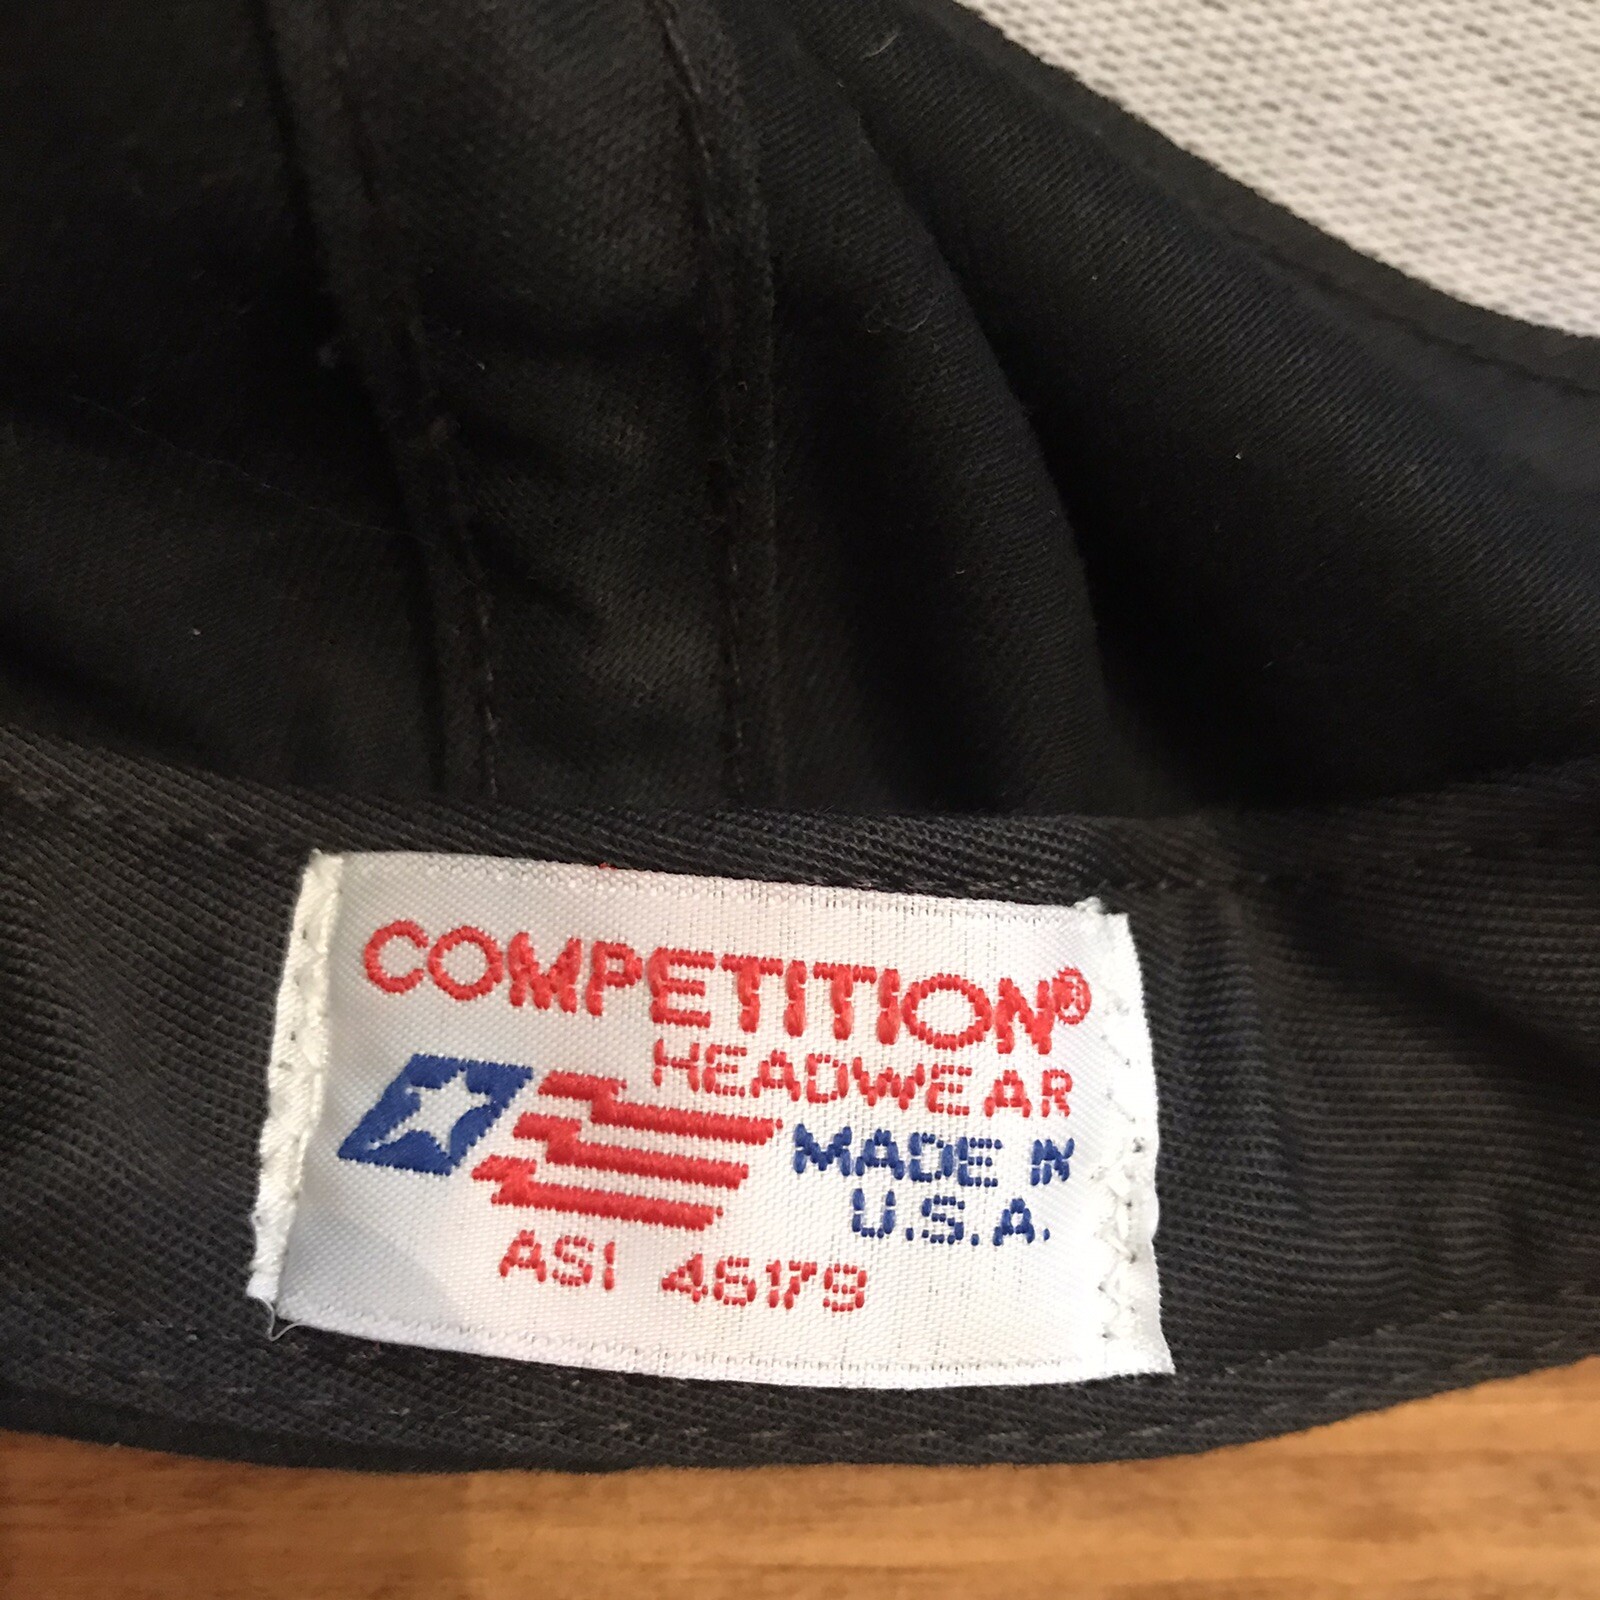 COMPETITION®
HEADWEAR
MADE IN
U.S.A.
ASI 46179